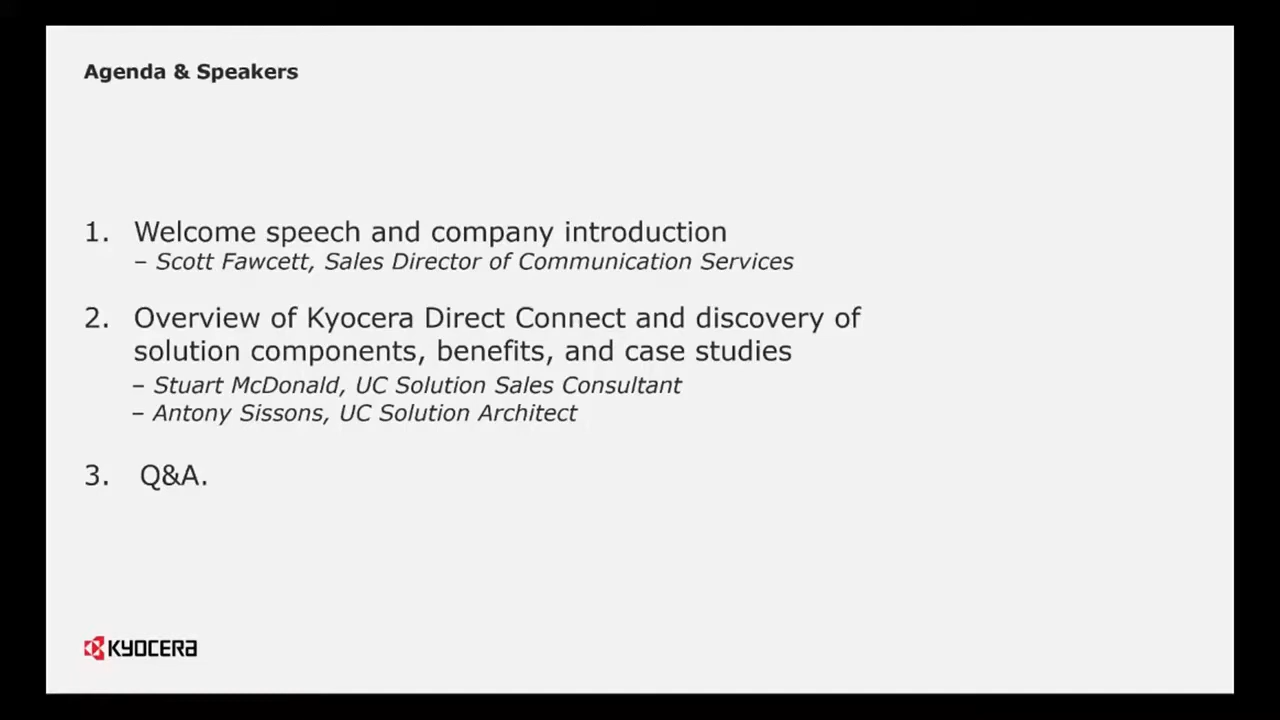 Agenda & Speakers
1. Welcome speech and company introduction
– Scott Fawcett, Sales Director of Communication Services
2. Overview of Kyocera Direct Connect and discovery of
solution components, benefits, and case studies
– Stuart McDonald, UC Solution Sales Consultant
– Antony Sissons, UC Solution Architect
3. Q&A.
KYOCERA